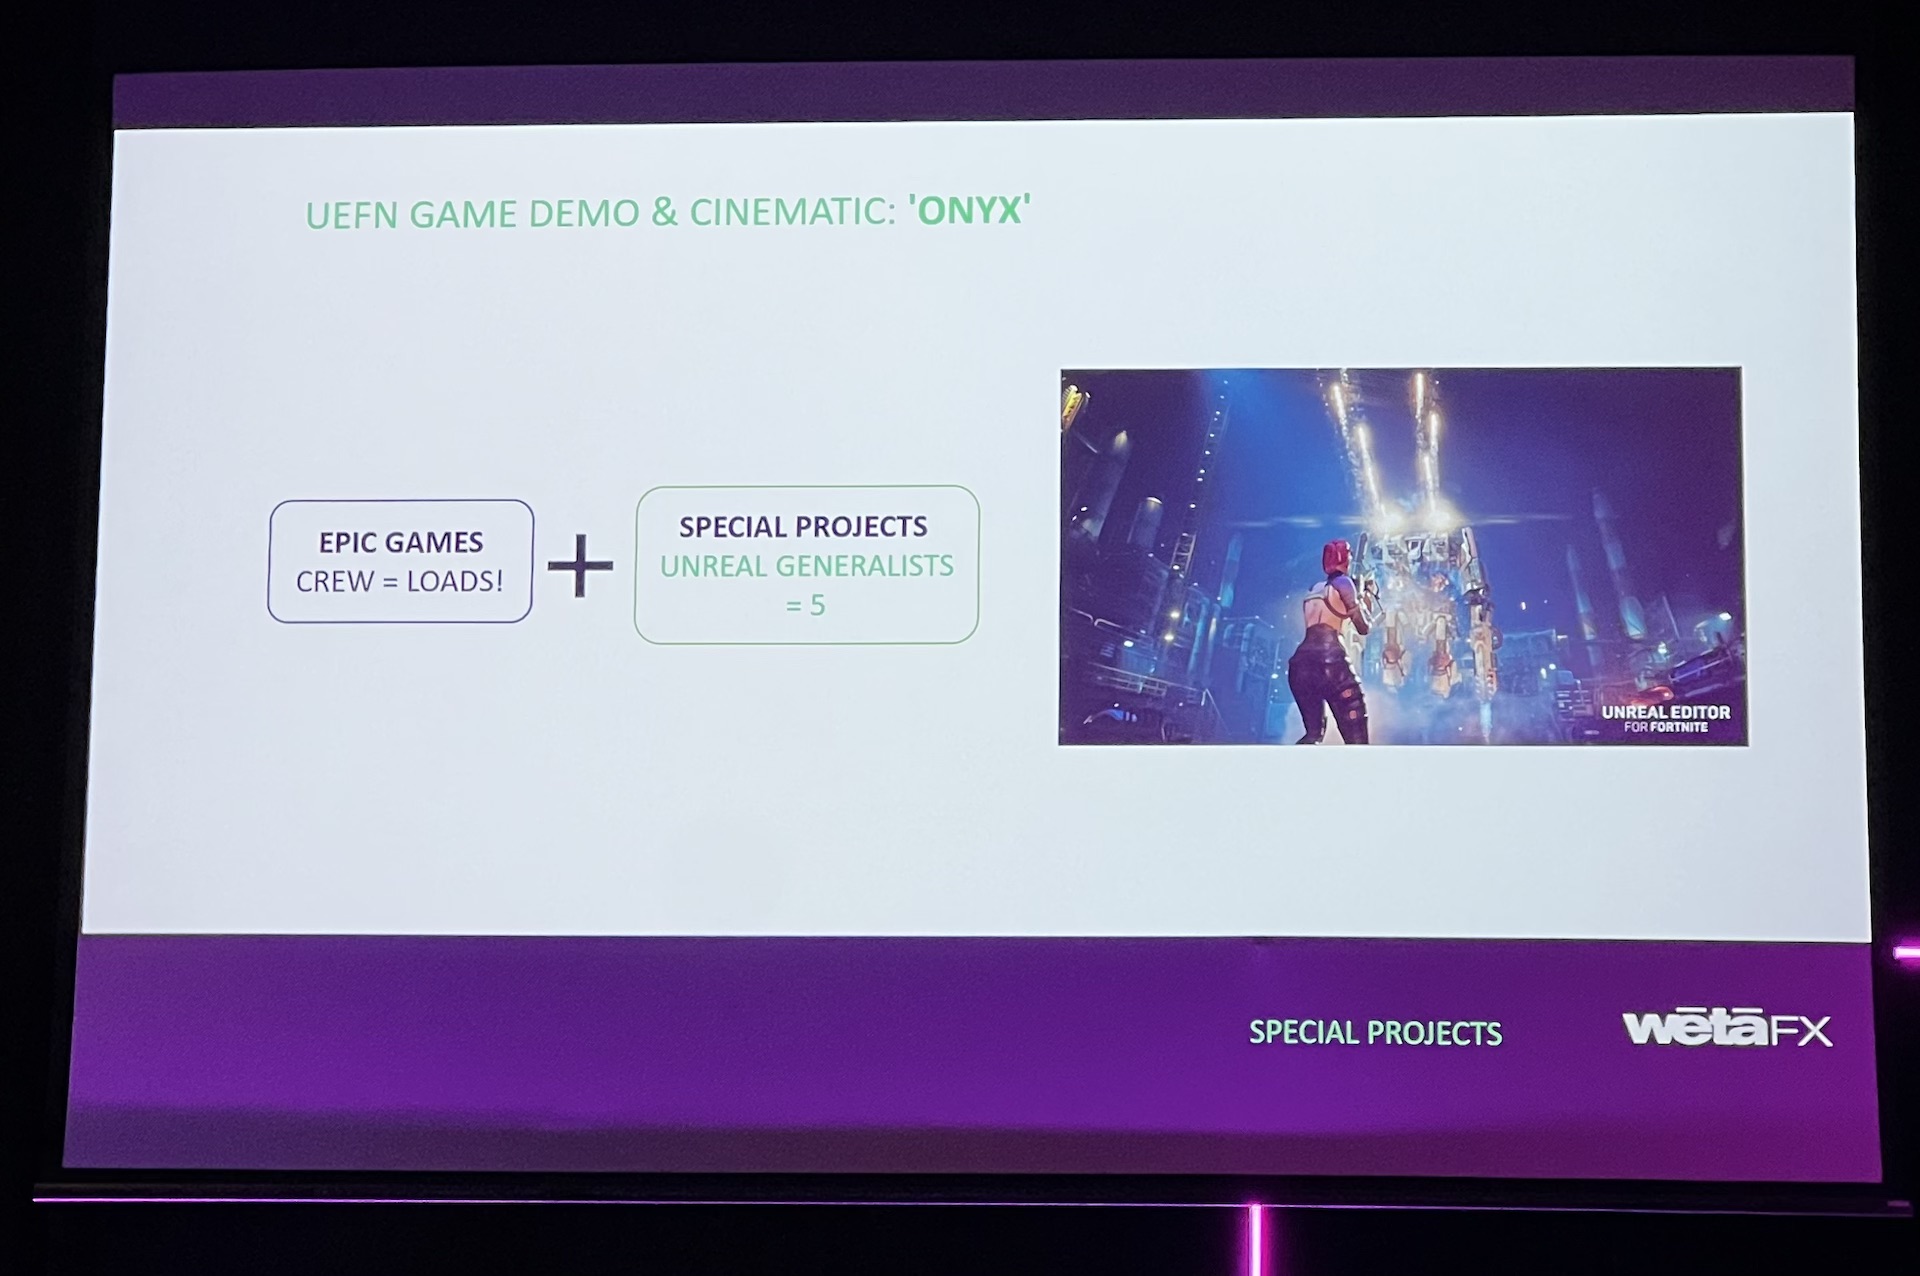 UEFN GAME DEMO & CINEMATIC: 'ONYX'
EPIC GAMES
CREW = LOADS!
+
SPECIAL PROJECTS
UNREAL GENERALISTS
= 5
UNREAL EDITOR
FOR FORTNITE
SPECIAL PROJECTS
wētāFX